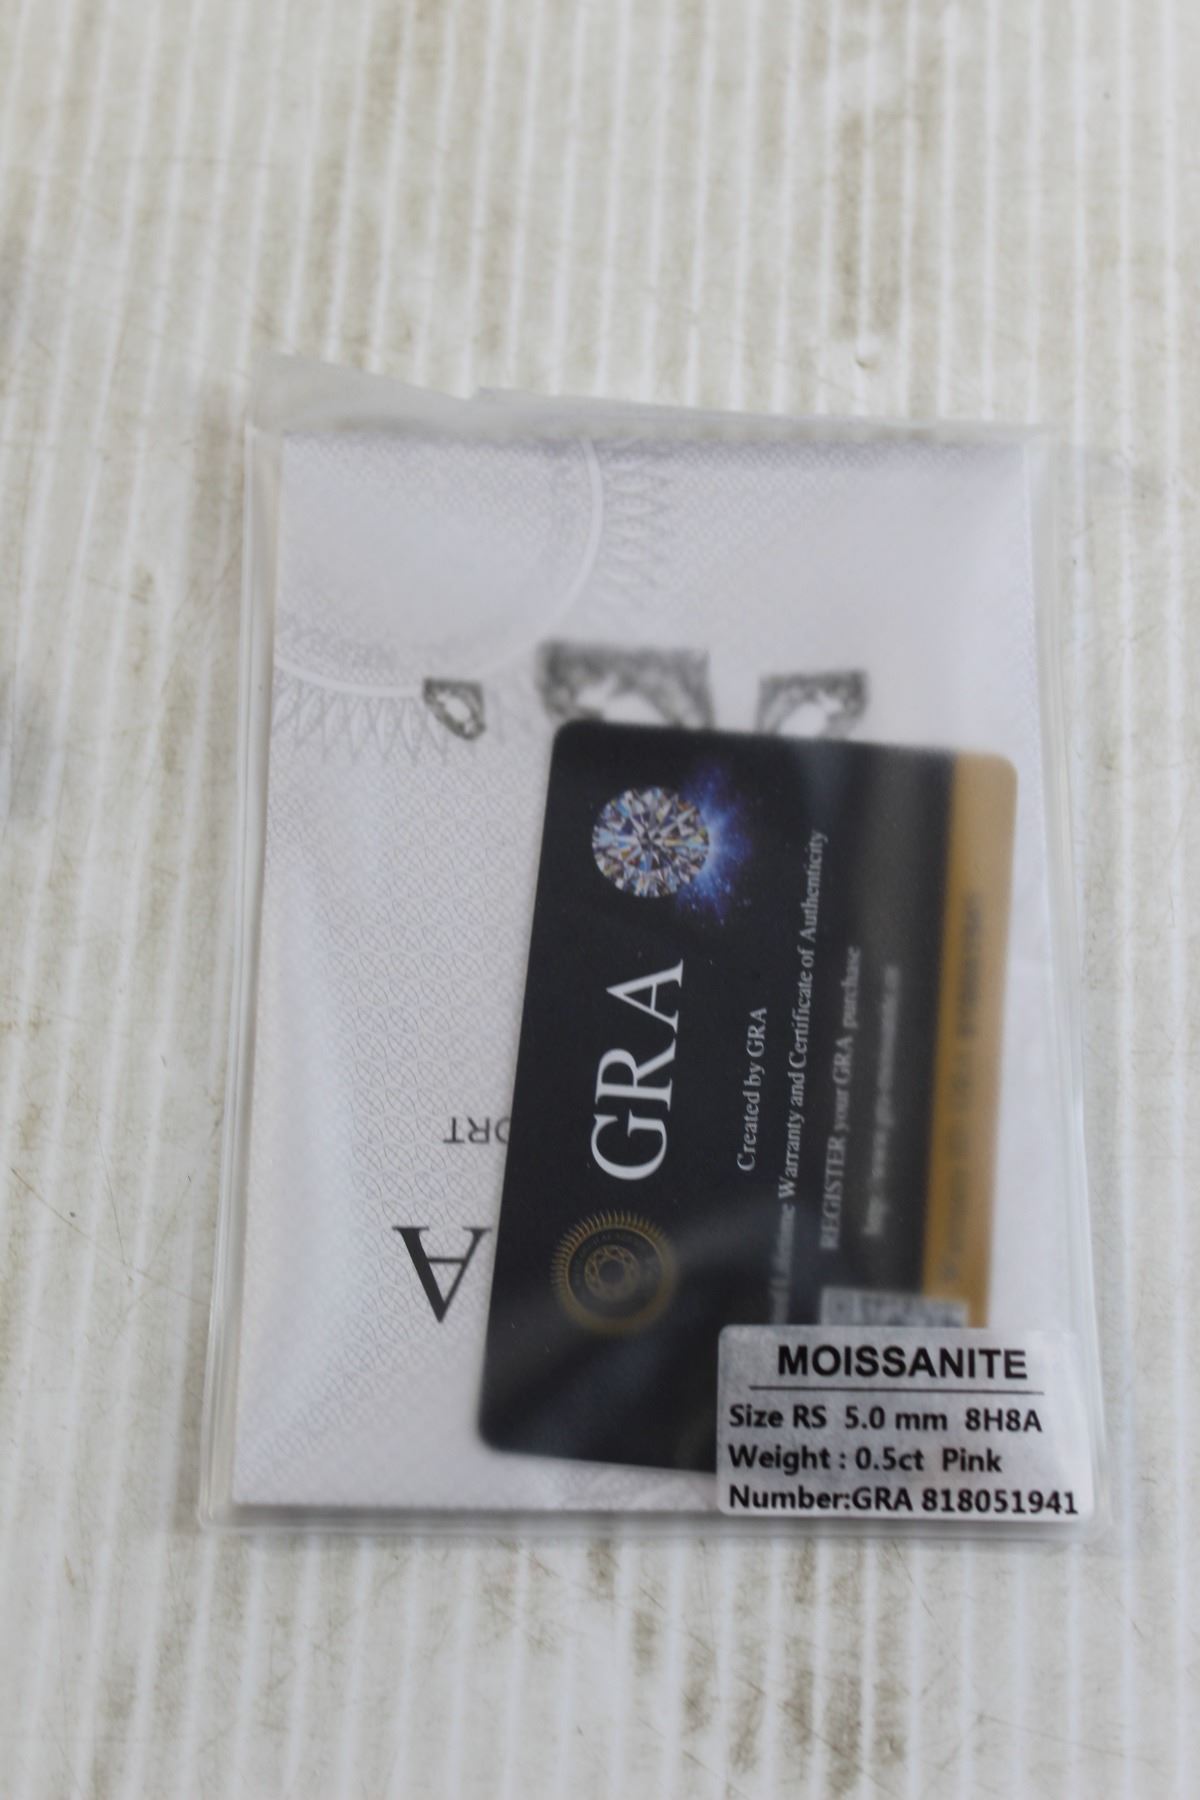 GRA
Created by GRA
Warranty and Certificate of Authenticity
REGISTER your GRA purchase
ORT
A
MOISSANITE
Size RS 5.0 mm 8H8A
Weight : 0.5ct Pink
Number:GRA 818051941